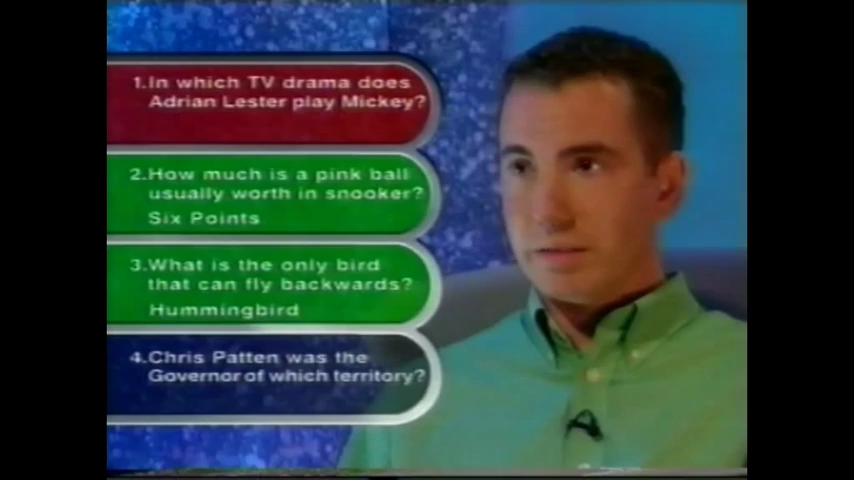 1.In which TV drama does
Adrian Lester play Mickey?
2.How much is a pink ball
usually worth in snooker?
Six Points
3.What is the only bird
that can fly backwards?
Hummingbird
4.Chris Patten was the
Governor of which territory?